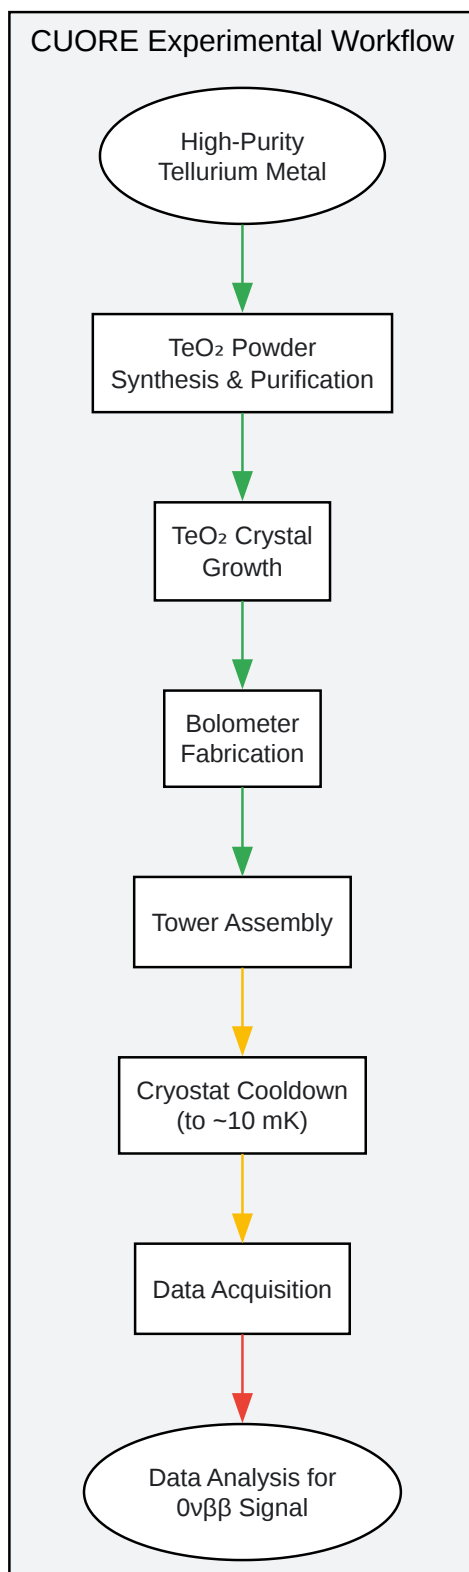 CUORE Experimental Workflow
High-Purity
Tellurium Metal
TeO₂ Powder
Synthesis & Purification
TeO₂ Crystal
Growth
Bolometer
Fabrication
Tower Assembly
Cryostat Cooldown
(to ~10 mK)
Data Acquisition
Data Analysis for
0νββ Signal